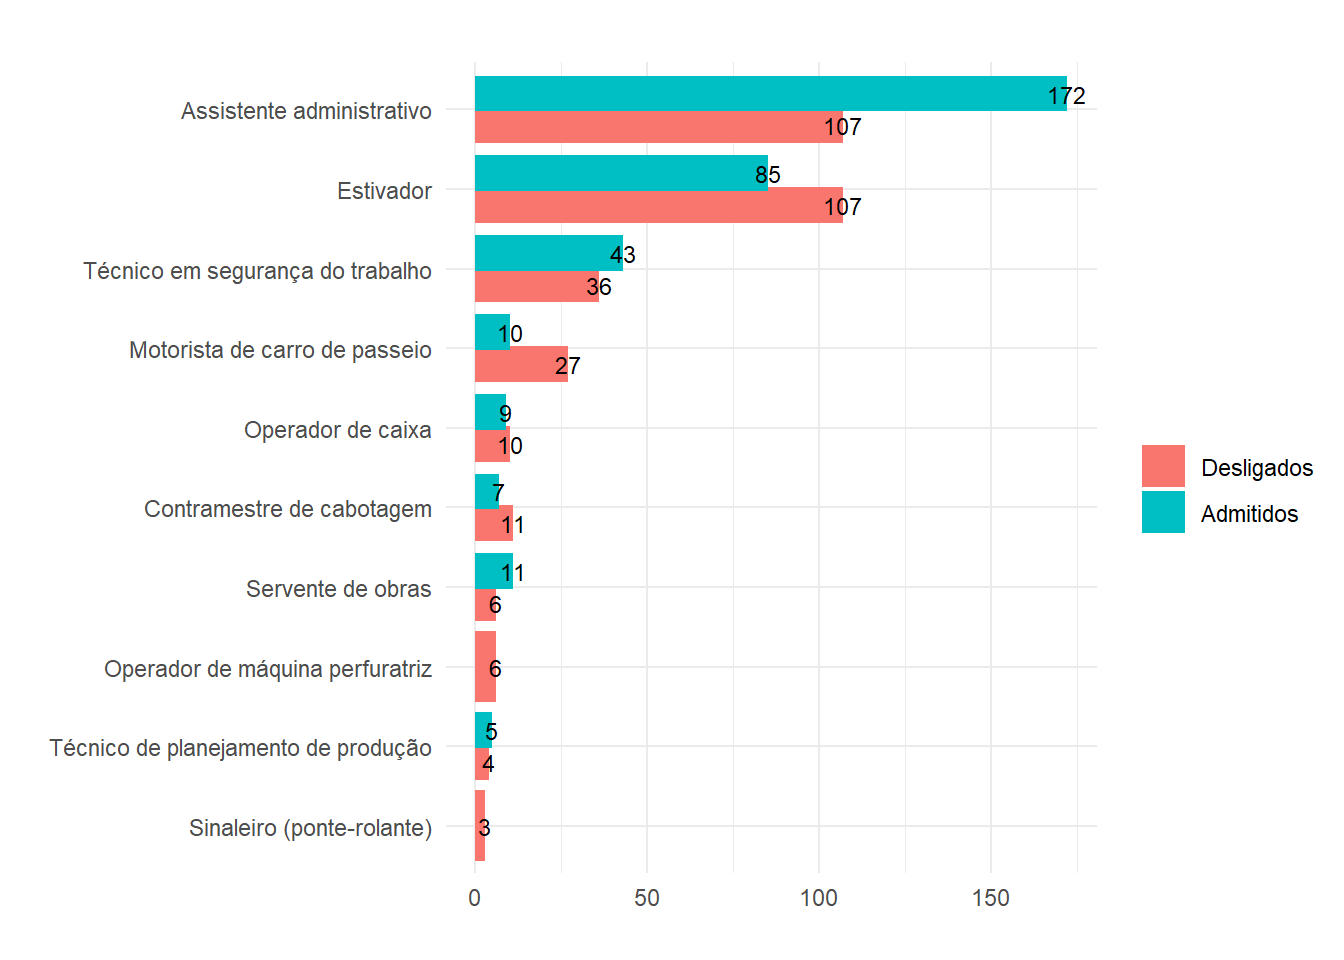 Assistente administrativo
172
107
Estivador
85
107
Técnico em segurança do trabalho
43
36
Motorista de carro de passeio
10
27
Operador de caixa
9
10
Contramestre de cabotagem
7
11
Servente de obras
11
6
Operador de máquina perfuratriz
6
Técnico de planejamento de produção
5
4
Sinaleiro (ponte-rolante)
3
0 50 100 150
Desligados
Admitidos